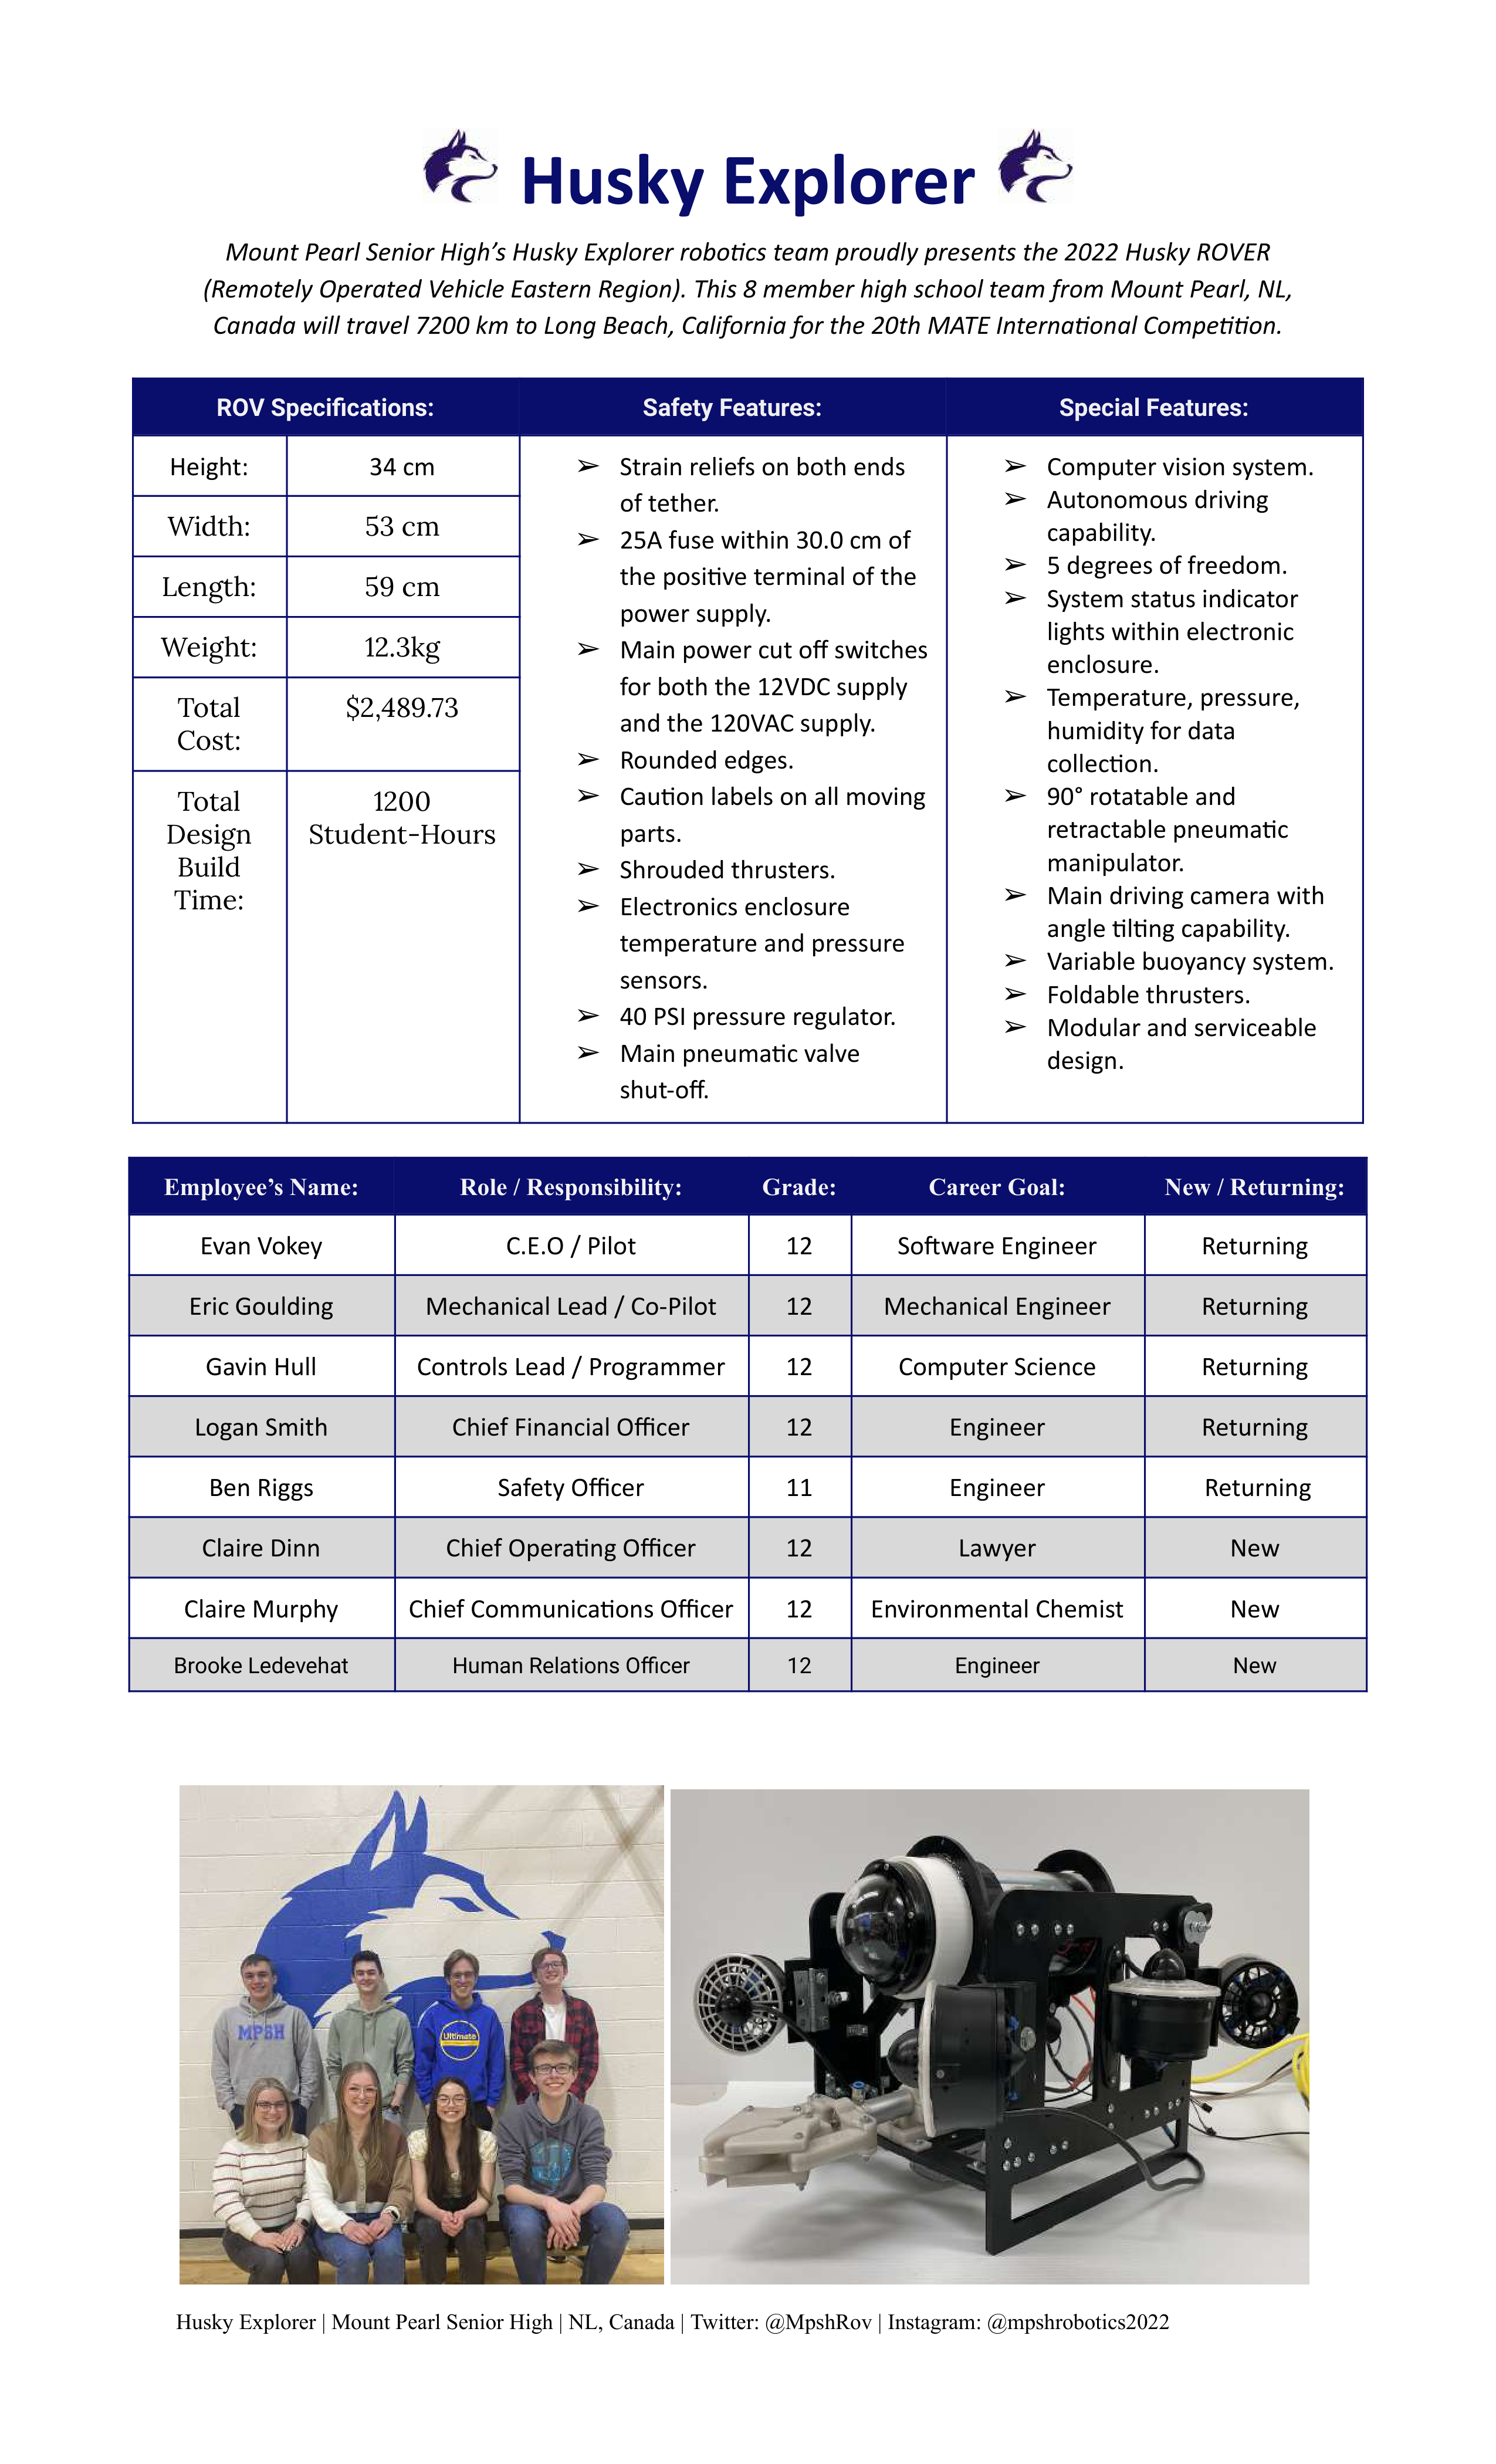 Husky Explorer
Mount Pearl Senior High’s Husky Explorer robotics team proudly presents the 2022 Husky ROVER
(Remotely Operated Vehicle Eastern Region). This 8 member high school team from Mount Pearl, NL,
Canada will travel 7200 km to Long Beach, California for the 20th MATE International Competition.
ROV Specifications:
Height: 34 cm
Width: 53 cm
Length: 59 cm
Weight: 12.3kg
Total $2,489.73
Cost:
Total 1200
Design Student-Hours
Build
Time:
Safety Features:
➢ Strain reliefs on both ends
of tether.
➢ 25A fuse within 30.0 cm of
the positive terminal of the
power supply.
➢ Main power cut off switches
for both the 12VDC supply
and the 120VAC supply.
➢ Rounded edges.
➢ Caution labels on all moving
parts.
➢ Shrouded thrusters.
➢ Electronics enclosure
temperature and pressure
sensors.
➢ 40 PSI pressure regulator.
➢ Main pneumatic valve
shut-off.
Special Features:
➢ Computer vision system.
➢ Autonomous driving
capability.
➢ 5 degrees of freedom.
➢ System status indicator
lights within electronic
enclosure.
➢ Temperature, pressure,
humidity for data
collection.
➢ 90° rotatable and
retractable pneumatic
manipulator.
➢ Main driving camera with
angle tilting capability.
➢ Variable buoyancy system.
➢ Foldable thrusters.
➢ Modular and serviceable
design.
Employee’s Name: Role / Responsibility: Grade: Career Goal: New / Returning:
Evan Vokey C.E.O / Pilot 12 Software Engineer Returning
Eric Goulding Mechanical Lead / Co-Pilot 12 Mechanical Engineer Returning
Gavin Hull Controls Lead / Programmer 12 Computer Science Returning
Logan Smith Chief Financial Officer 12 Engineer Returning
Ben Riggs Safety Officer 11 Engineer Returning
Claire Dinn Chief Operating Officer 12 Lawyer New
Claire Murphy Chief Communications Officer 12 Environmental Chemist New
Brooke Ledevehat Human Relations Officer 12 Engineer New
MPSH
Ultimate
Husky Explorer | Mount Pearl Senior High | NL, Canada | Twitter: @MpshRov | Instagram: @mpshrobotics2022